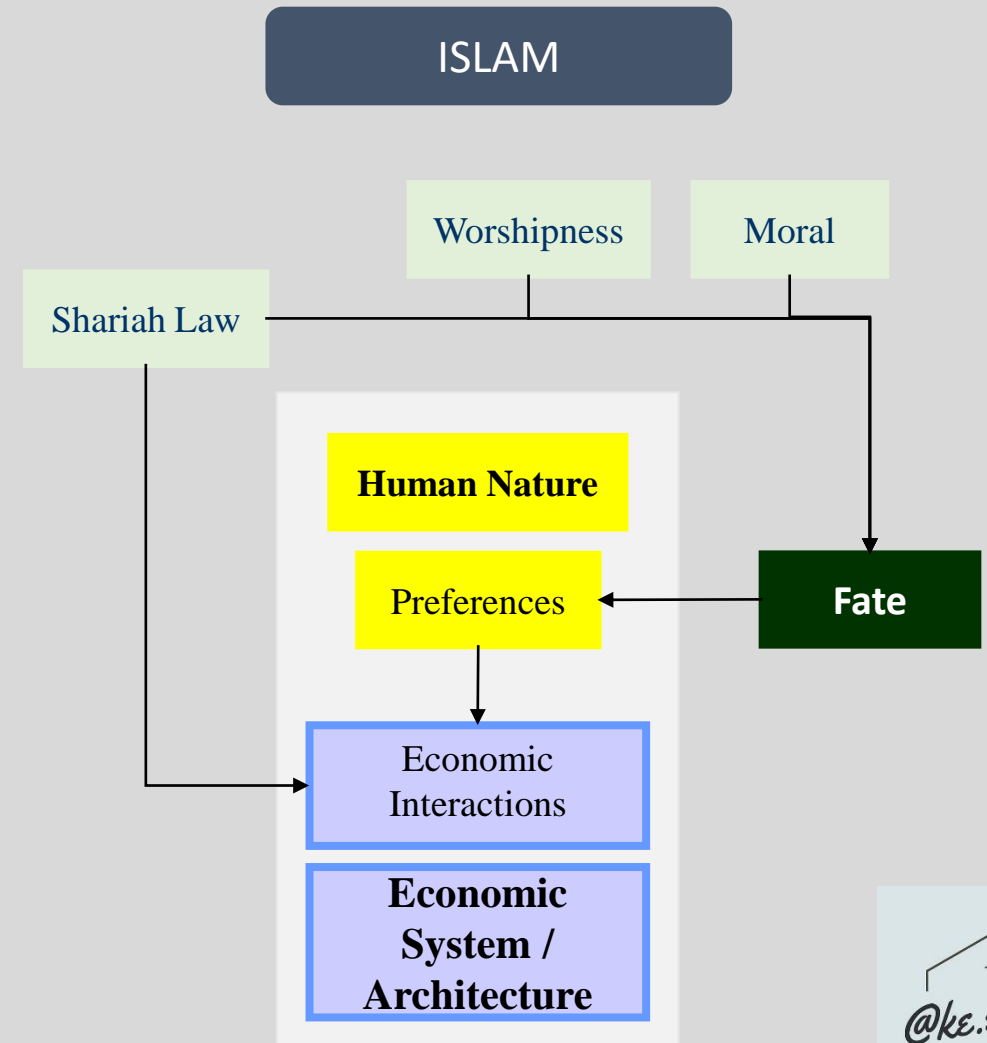 ISLAM
Worshipness
Moral
Shariah Law
Human Nature
Preferences
Fate
Economic
Interactions
Economic
System /
Architecture